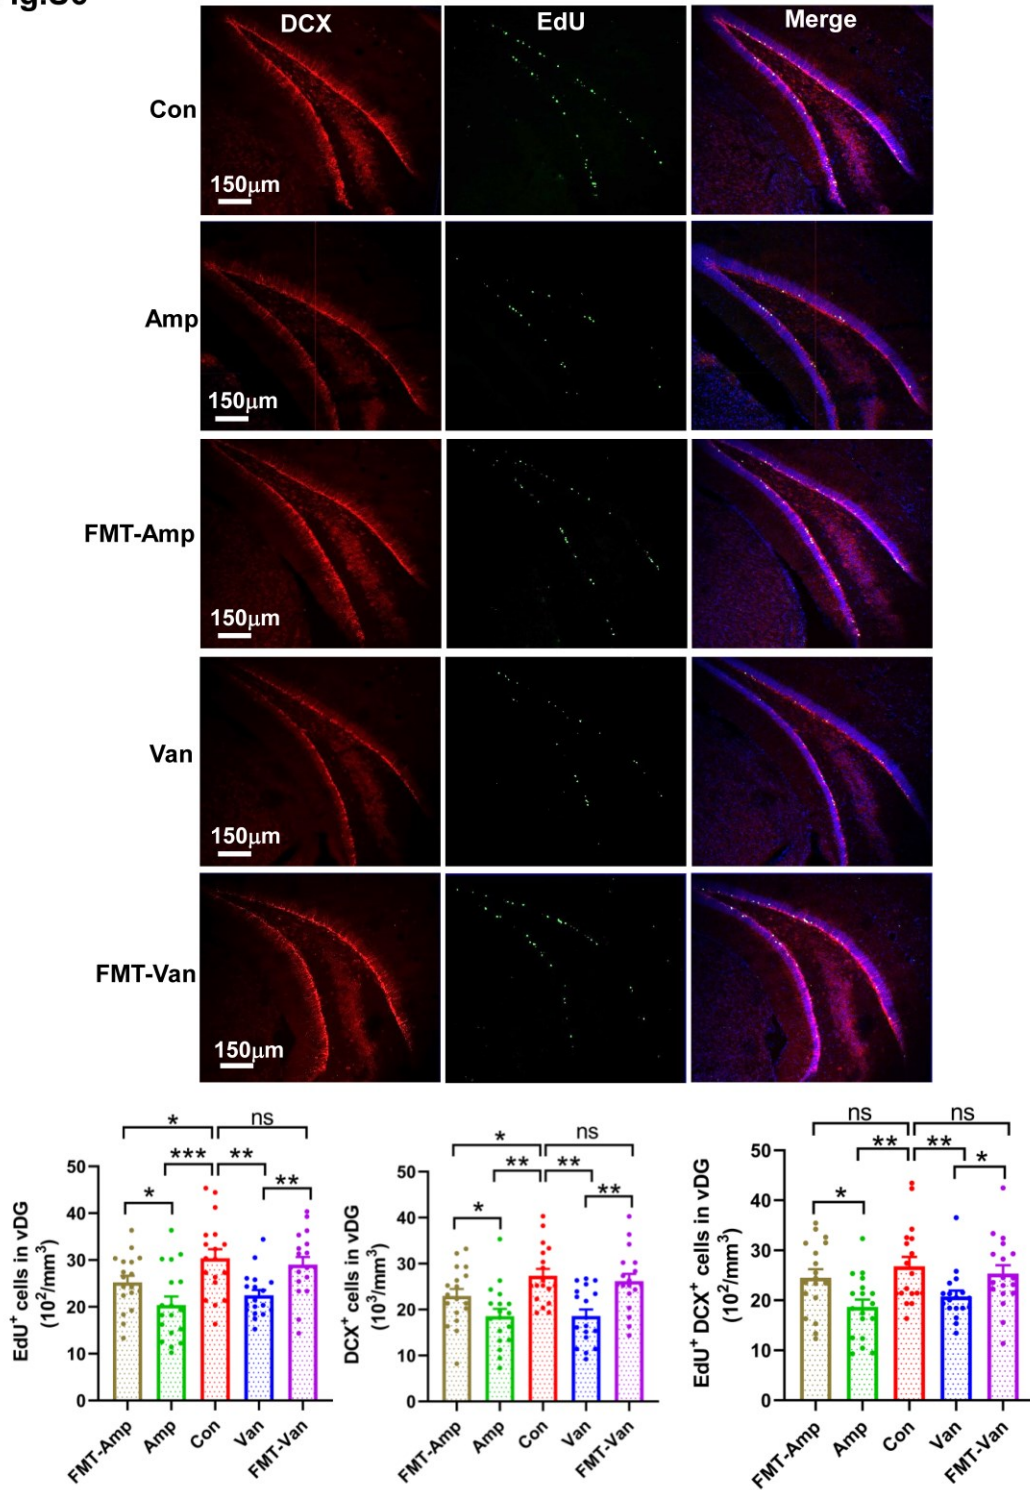 DCX EdU Merge
Con
150μm
Amp
150μm
FMT-Amp
150μm
Van
150μm
FMT-Van
150μm
* ns
*** **
* **
EdU⁺ cells in vDG
(10²/mm³)
50
40
30
20
10
0
FMT-Amp Amp Con Van FMT-Van
* ns
** **
* **
DCX⁺ cells in vDG
(10³/mm³)
50
40
30
20
10
0
FMT-Amp Amp Con Van FMT-Van
ns ns
** **
* *
EdU⁺ DCX⁺ cells in vDG
(10²/mm³)
50
40
30
20
10
0
FMT-Amp Amp Con Van FMT-Van